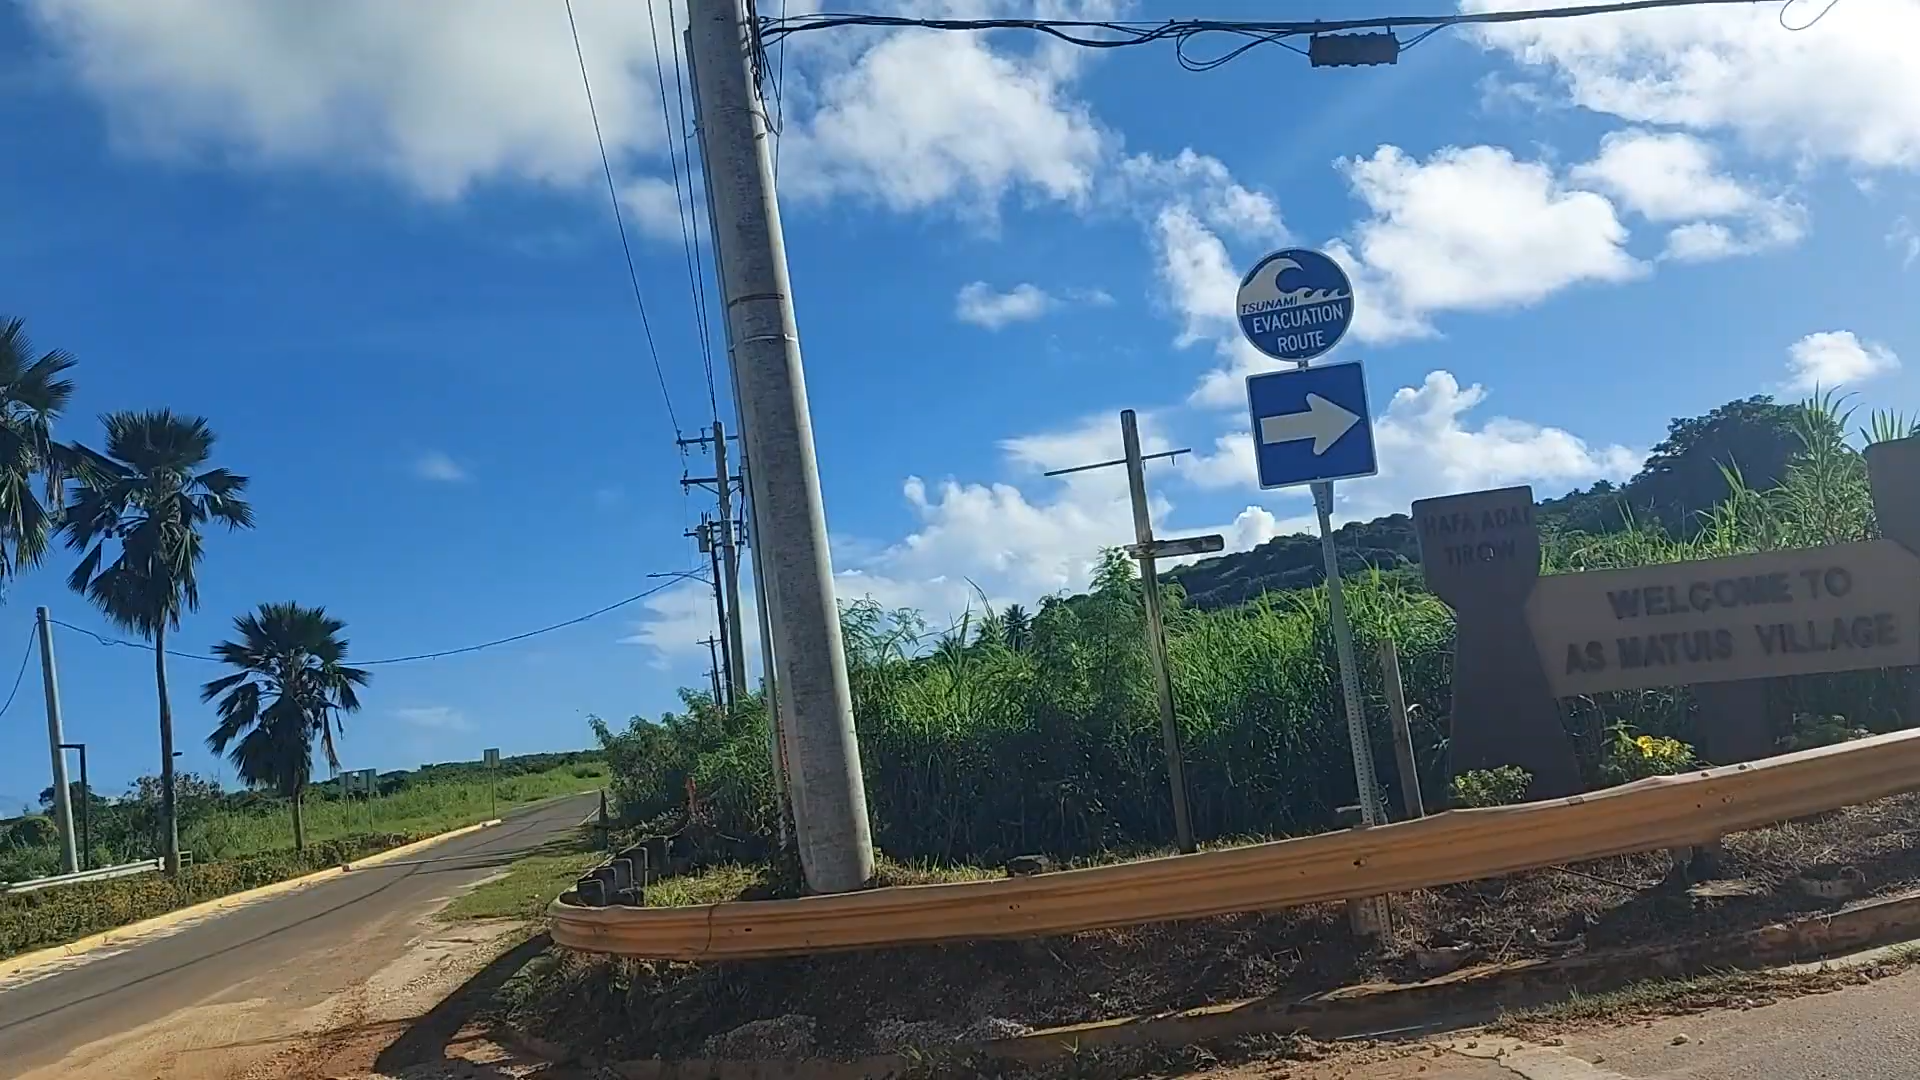 TSUNAMI
EVACUATION
ROUTE
HAFA ADAI
TIROW
WELCOME TO
AS MATUIS VILLAGE